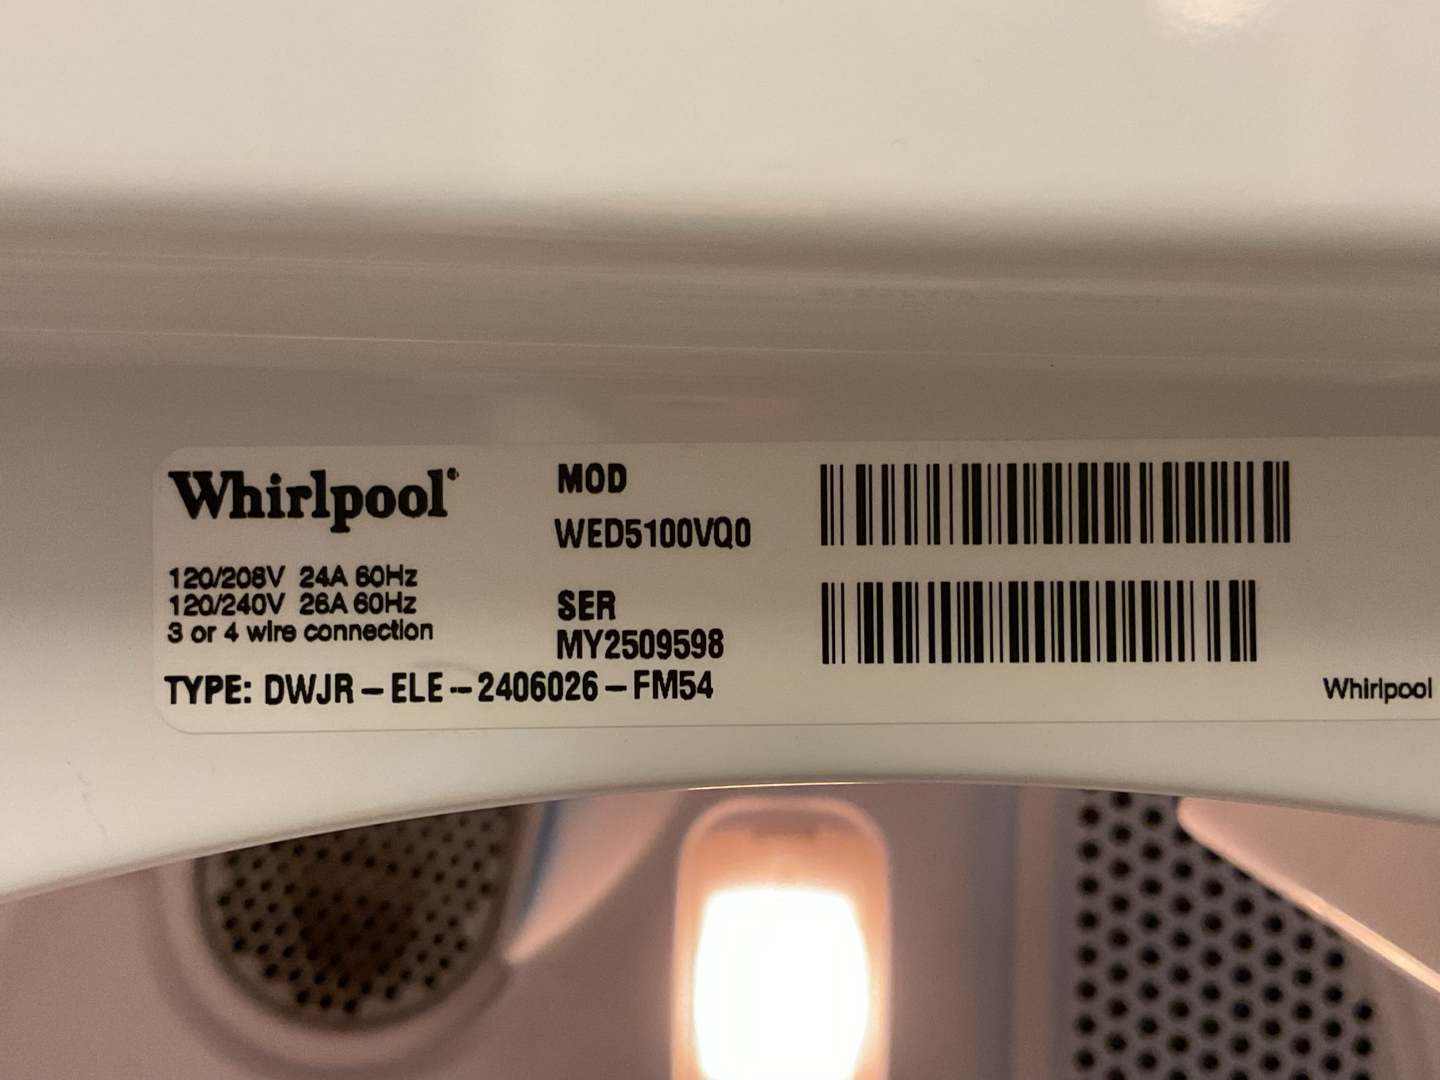 Whirlpool
120/208V 24A 60Hz
120/240V 26A 60Hz
3 or 4 wire connection
MOD
WED5100VQ0
SER
MY2509598
TYPE: DWJR-ELE--2406026-FM54
Whirlpool